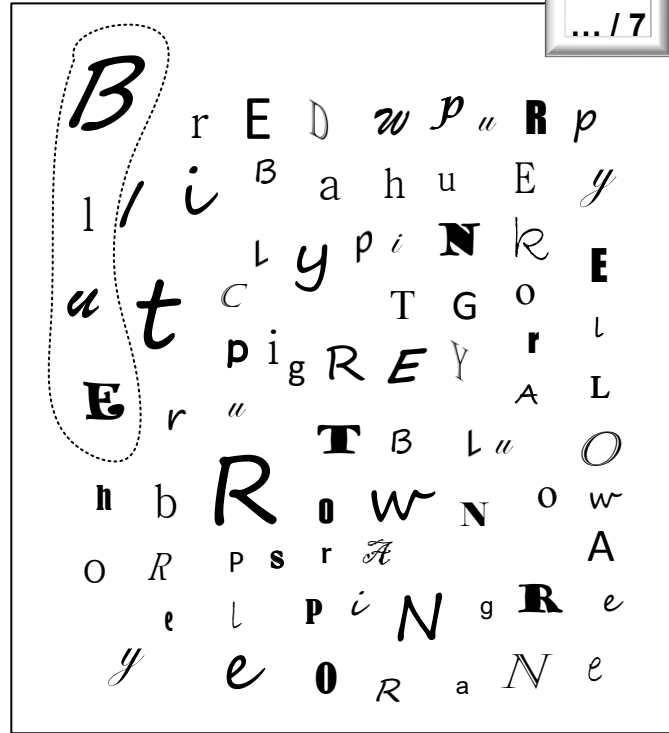 ... / 7
B r E D w p u R p
l l i B a h u E y
L y p i N k E
u t C T G o
p i g R E Y r l
E r u A L
T B L u O
h b R o w N o w
O R P s r A A
e l p i N g R e
y e O R a N e